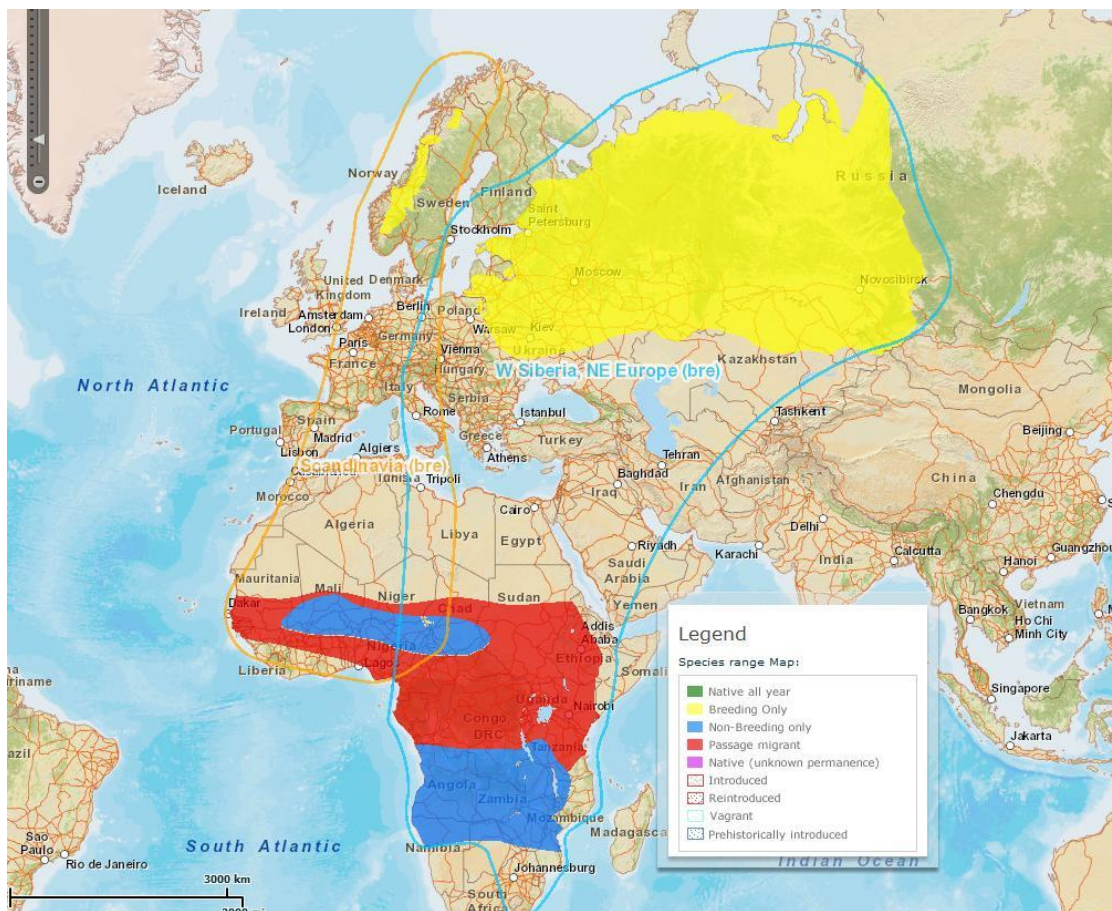 Iceland
Norway
Sweden
Finland
Russia
Saint
Petersburg
Stockholm
Moscow
Novosibirsk
United
Kingdom
Denmark
Ireland
Amsterdam
London
Berlin
Poland
Warsaw
Germany
Kiev
Ukraine
Paris
France
Vienna
Hungary
Kazakhstan
Mongolia
W Siberia, NE Europe (bre)
North Atlantic
Italy
Serbia
Rome
Istanbul
Tashkent
Beijing
Portugal
Spain
Madrid
Lisbon
Algiers
Greece
Athens
Turkey
Tehran
Scandinavia (bre)
Tunisia
Tripoli
Morocco
Baghdad
Iraq
Iran
Afghanistan
China
Chengdu
Cairo
Algeria
Libya
Egypt
Delhi
Riyadh
Karachi
Saudi
Arabia
India
Calcutta
Guangzhou
Hanoi
Mauritania
Mali
Niger
Chad
Sudan
Yemen
Dakar
Bangkok
Vietnam
Ho Chi
Minh City
Addis
Ababa
Nigeria
Ethiopia
Somali
Liberia
Lagos
Uganda
Nairobi
Congo
DRC
Tanzania
Singapore
Jakarta
Angola
Zambia
Mozambique
Madagasca
Namibia
Sao
Paulo
Rio de Janeiro
South Atlantic
Johannesburg
South
Africa
Indian Ocean
3000 km
Legend
Species range Map:
Native all year
Breeding Only
Non-Breeding only
Passage migrant
Native (unknown permanence)
Introduced
Reintroduced
Vagrant
Prehistorically introduced